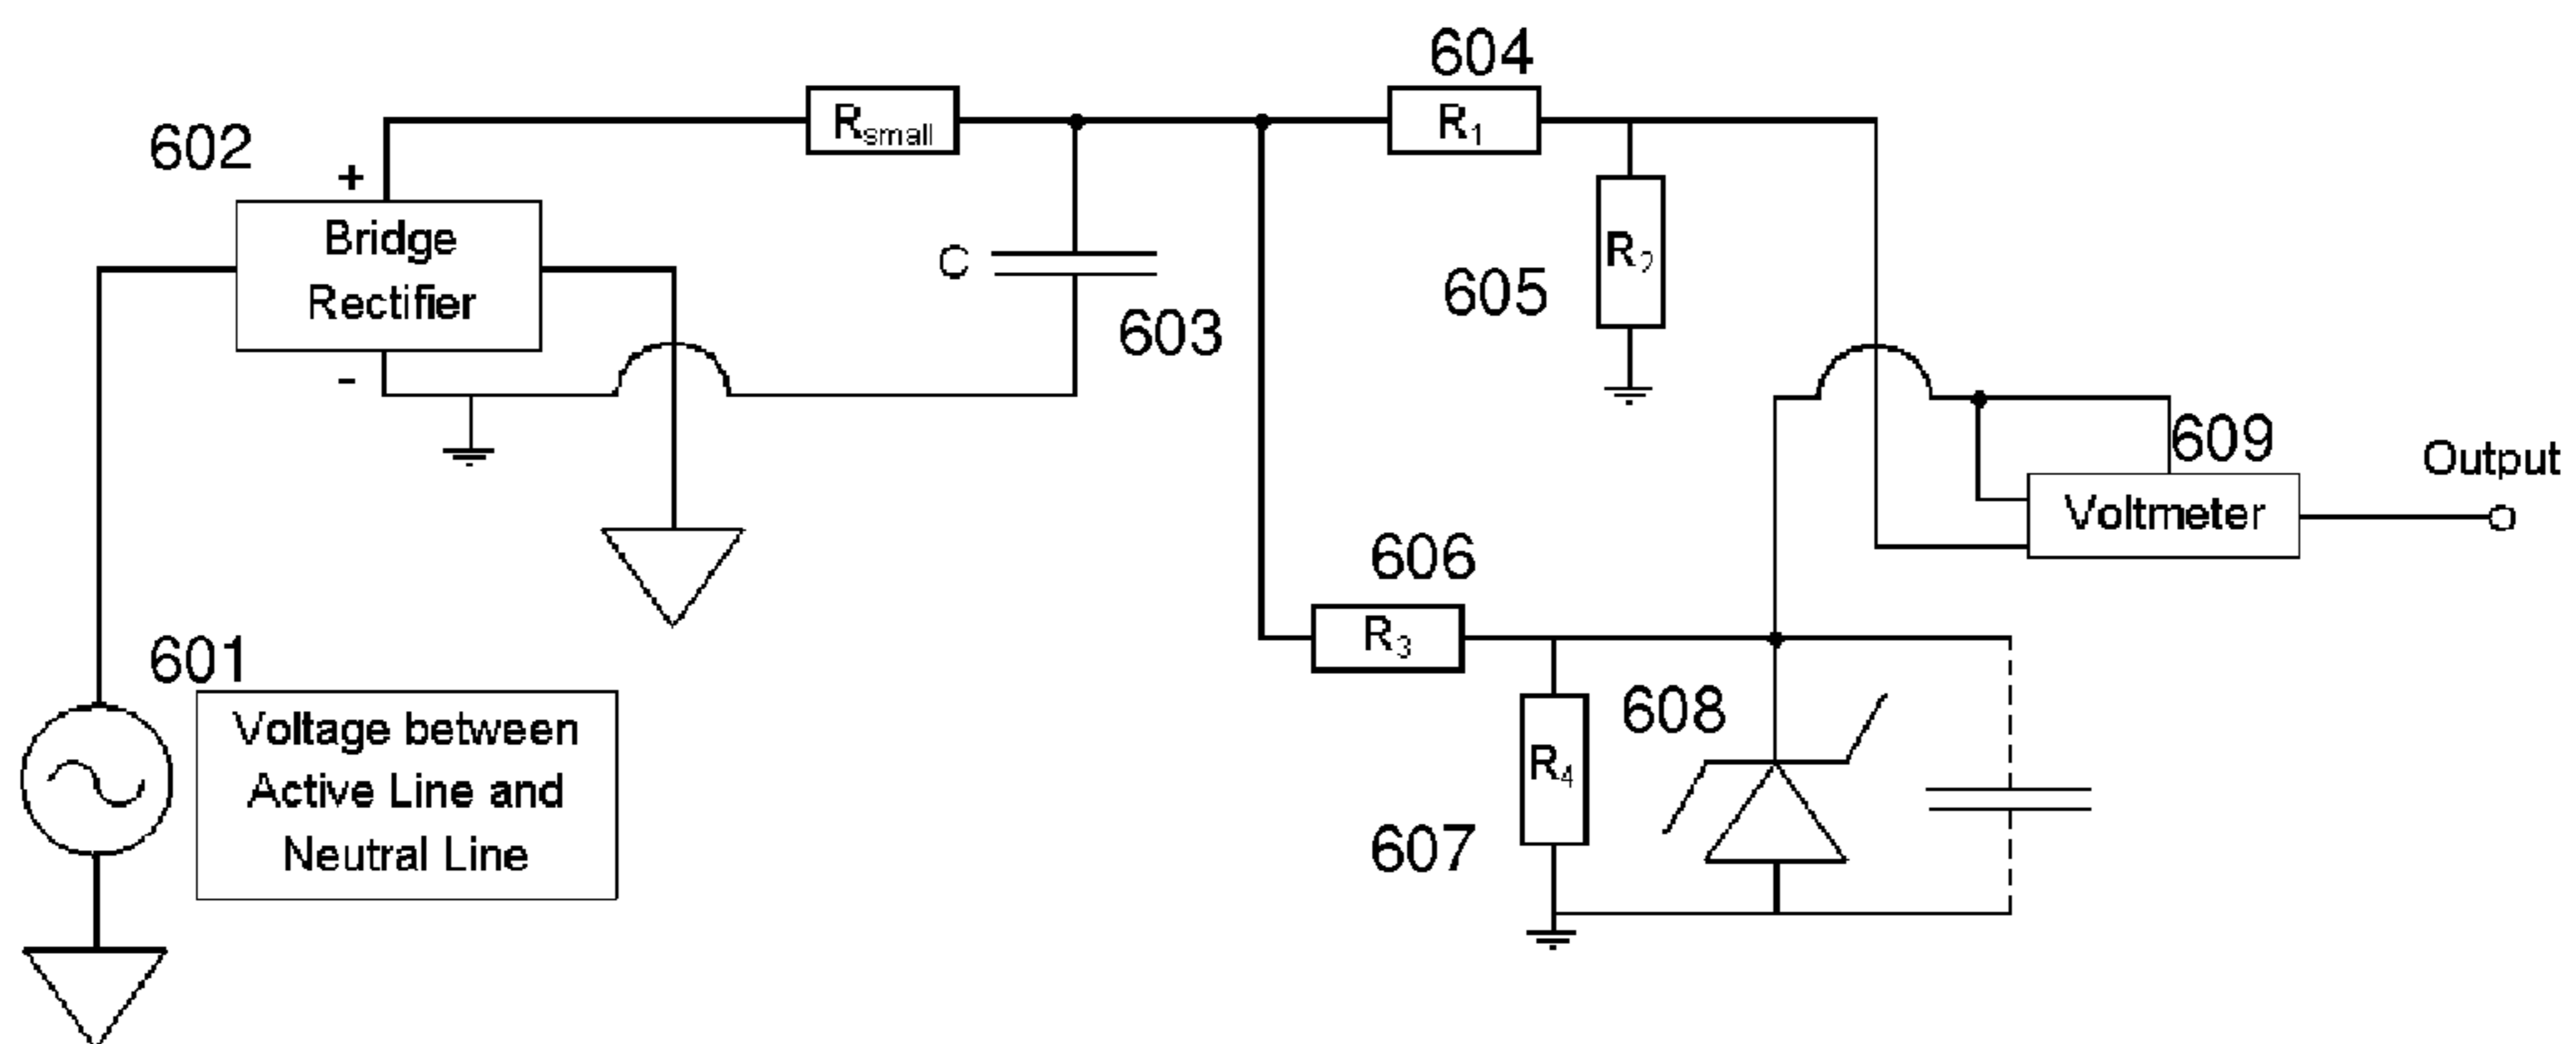 604
602
R small
R1
+
Bridge
Rectifier
R2
C
605
603
-
609
Output
Voltmeter
606
601
R3
Voltage between
Active Line and
Neutral Line
608
R4
607